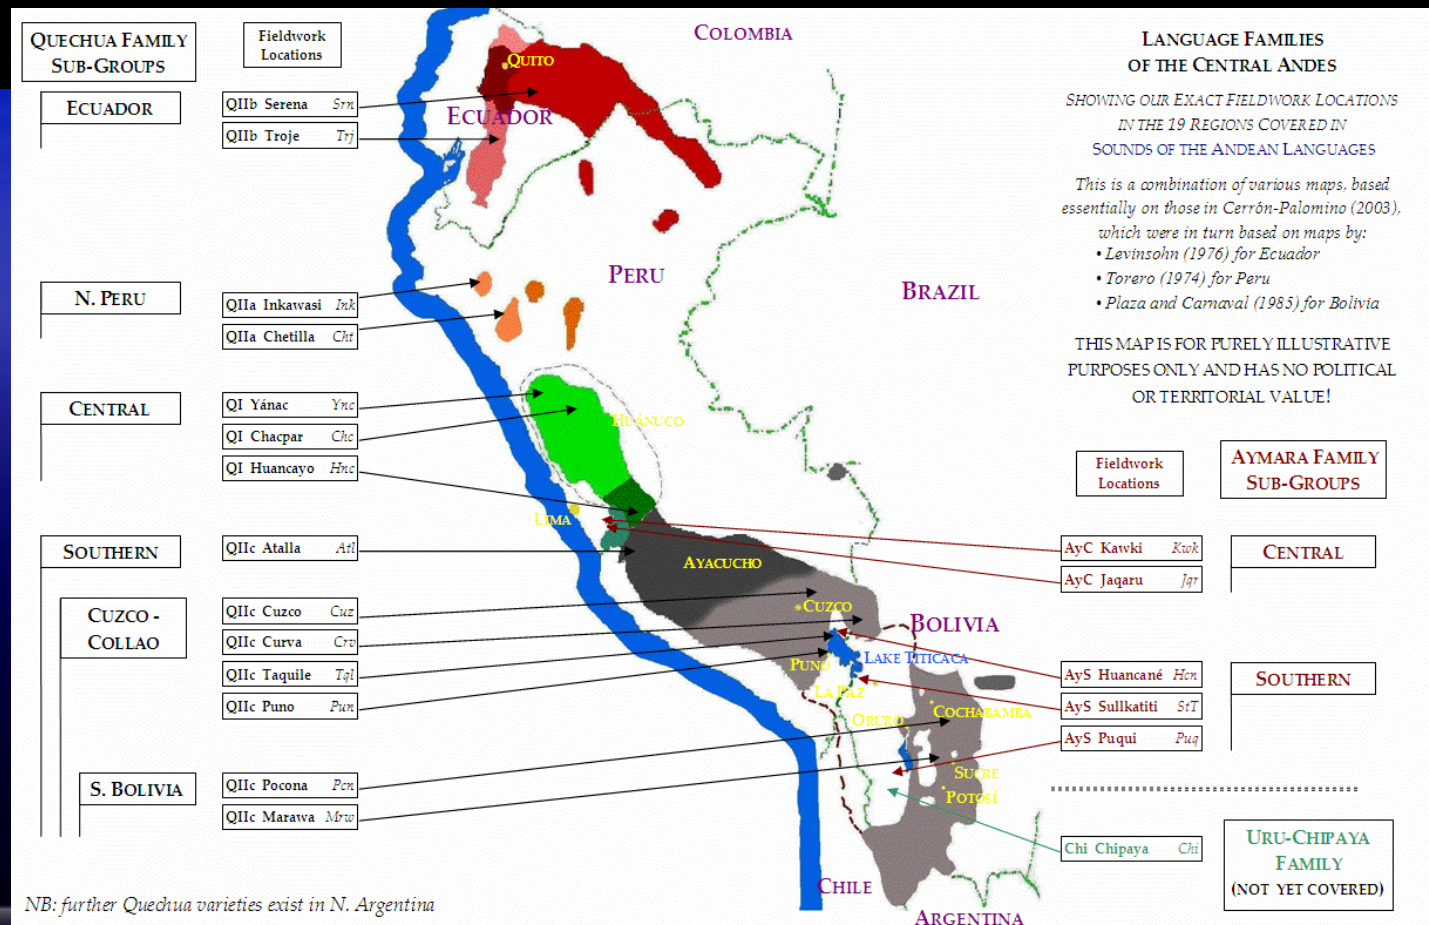 QUECHUA FAMILY
SUB-GROUPS
Fieldwork
Locations
ECUADOR
QIIb Serena Srn
QIIb Troje Trj
N. PERU
QIIa Inkawasi Ink
QIIa Chetilla Cht
CENTRAL
QI Yánac Ync
QI Chacpar Chc
QI Huancayo Hnc
SOUTHERN
QIIc Atalla Atl
CUZCO -
COLLAO
QIIc Cuzco Cuz
QIIc Curva Crv
QIIc Taquile Tql
QIIc Puno Pun
S. BOLIVIA
QIIc Pocona Pcn
QIIc Marawa Mrw
NB: further Quechua varieties exist in N. Argentina
COLOMBIA
QUITO
ECUADOR
PERU
BRAZIL
HUÁNUCO
LIMA
AYACUCHO
CUZCO
BOLIVIA
PUNO
LAKE TITICACA
LA PAZ
ORURO
COCHABAMBA
SUCRE
POTOSÍ
CHILE
ARGENTINA
LANGUAGE FAMILIES
OF THE CENTRAL ANDES
SHOWING OUR EXACT FIELDWORK LOCATIONS
IN THE 19 REGIONS COVERED IN
SOUNDS OF THE ANDEAN LANGUAGES
This is a combination of various maps, based
essentially on those in Cerrón-Palomino (2003),
which were in turn based on maps by:
• Levinsohn (1976) for Ecuador
• Torero (1974) for Peru
• Plaza and Carnaval (1985) for Bolivia
THIS MAP IS FOR PURELY ILLUSTRATIVE
PURPOSES ONLY AND HAS NO POLITICAL
OR TERRITORIAL VALUE!
Fieldwork
Locations
AYMARA FAMILY
SUB-GROUPS
AyC Kawki Kwk
AyC Jaqaru Jqr
CENTRAL
AyS Huancané Hcn
AyS Sullkatiti StT
AyS Puqui Puq
SOUTHERN
Chi Chipaya Chi
URU-CHIPAYA
FAMILY
(NOT YET COVERED)